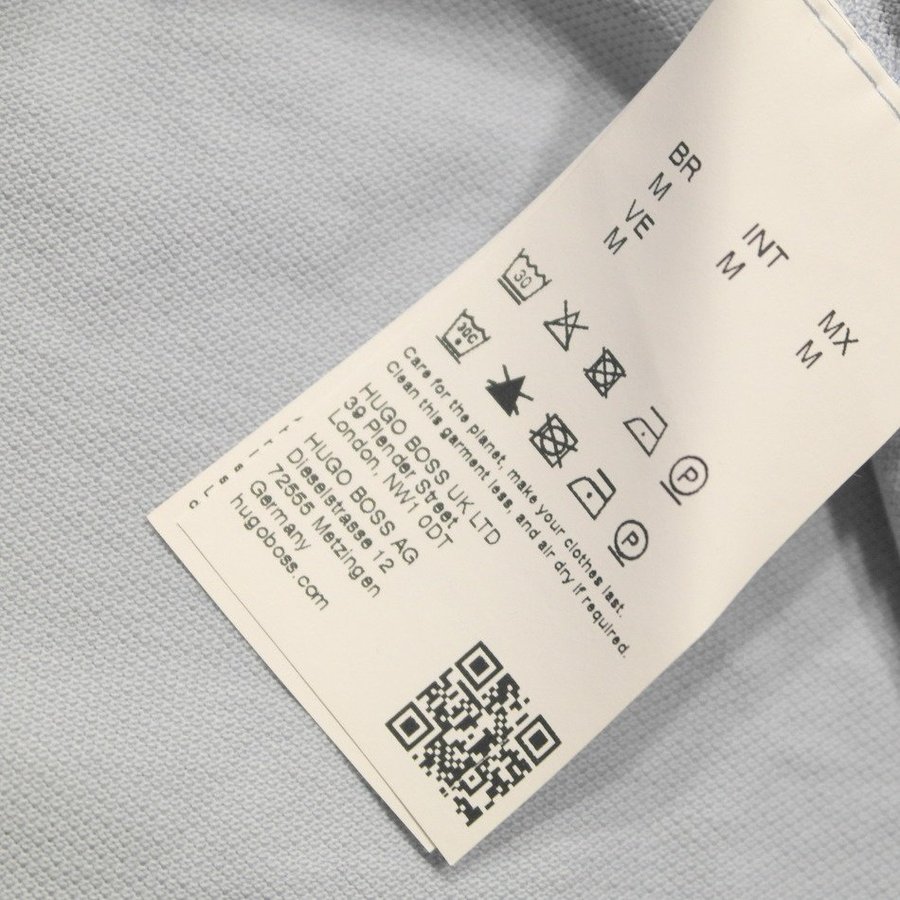 BR
M
VE
M
INT
M
MX
M
30
30C
P
P
Care for the planet, make your clothes last.
Clean this garment less, and air dry if required.
HUGO BOSS UK LTD
39 Plender Street
London, NW1 0DT
HUGO BOSS AG
Dieselstrasse 12
72555 Metzingen
Germany
hugoboss.com